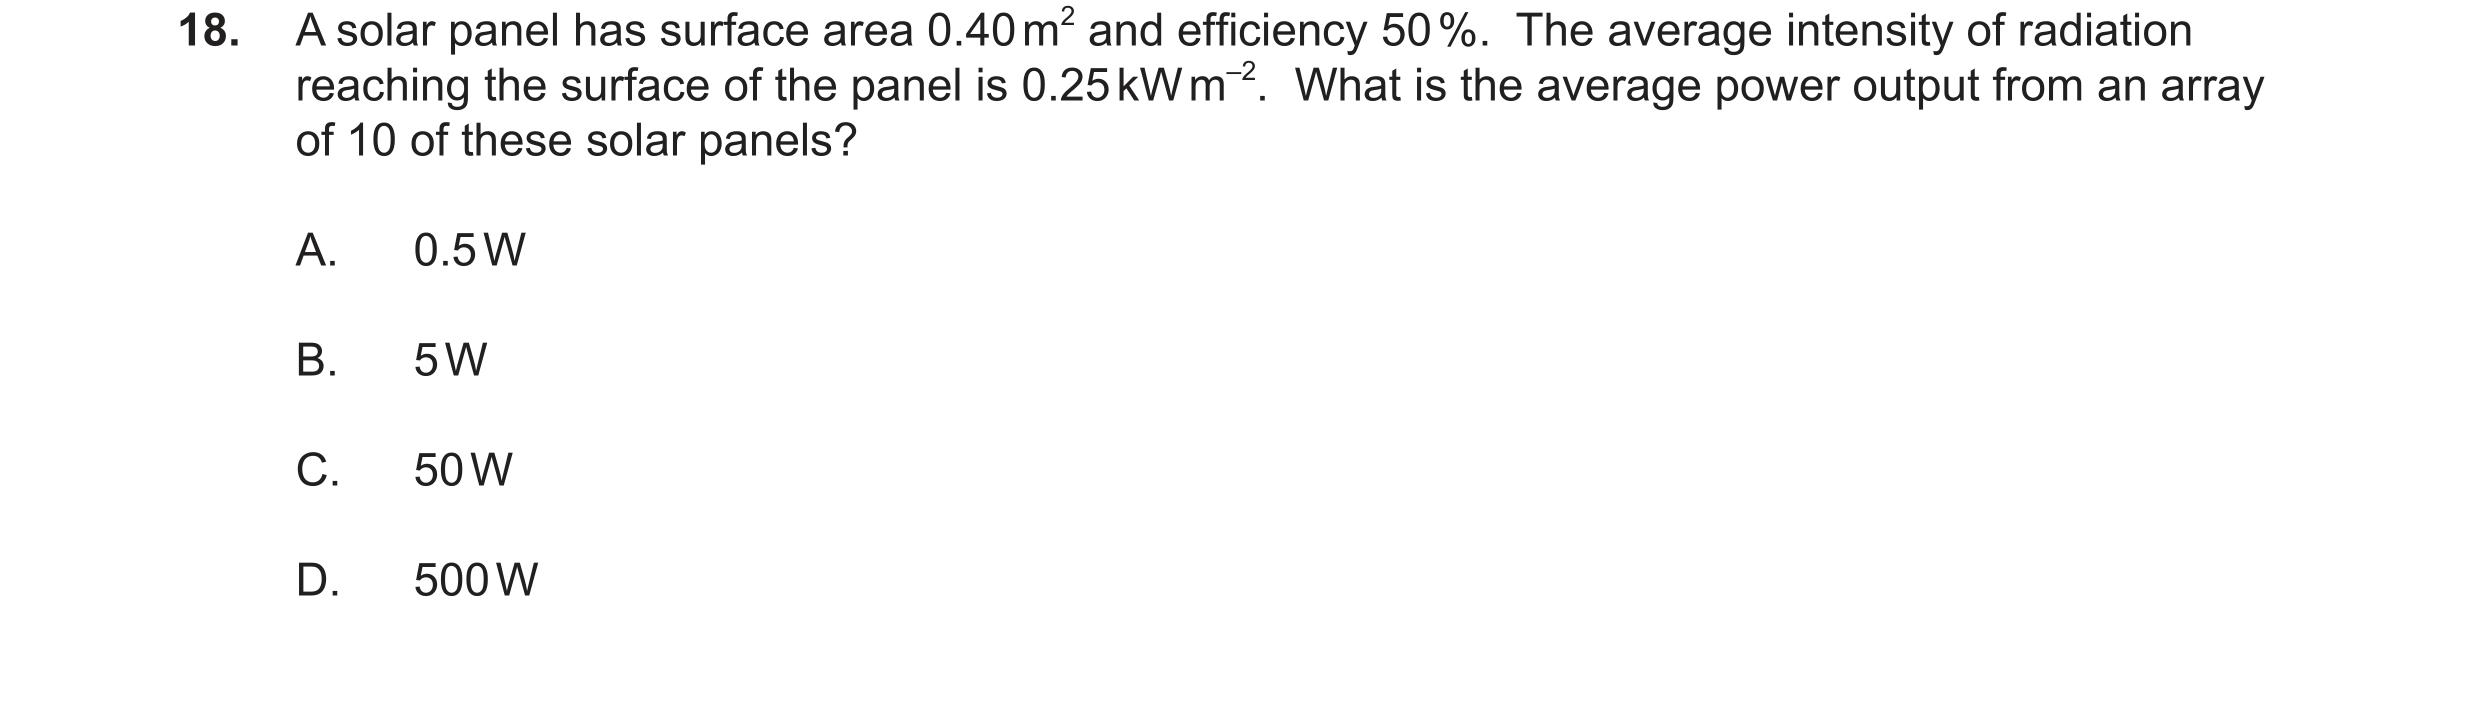 18. A solar panel has surface area 0.40 m² and efficiency 50 %. The average intensity of radiation
reaching the surface of the panel is 0.25 kW m⁻². What is the average power output from an array
of 10 of these solar panels?
A. 0.5 W
B. 5 W
C. 50 W
D. 500 W